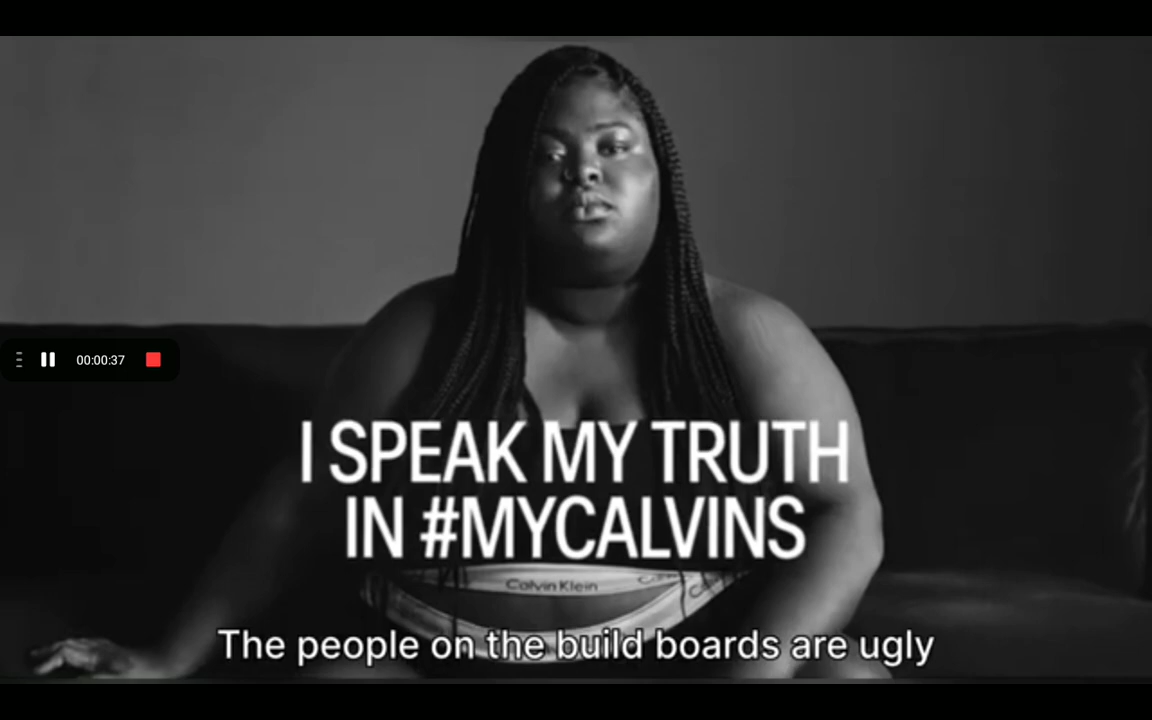 00:00:37
I SPEAK MY TRUTH
IN #MYCALVINS
Calvin Klein
The people on the build boards are ugly